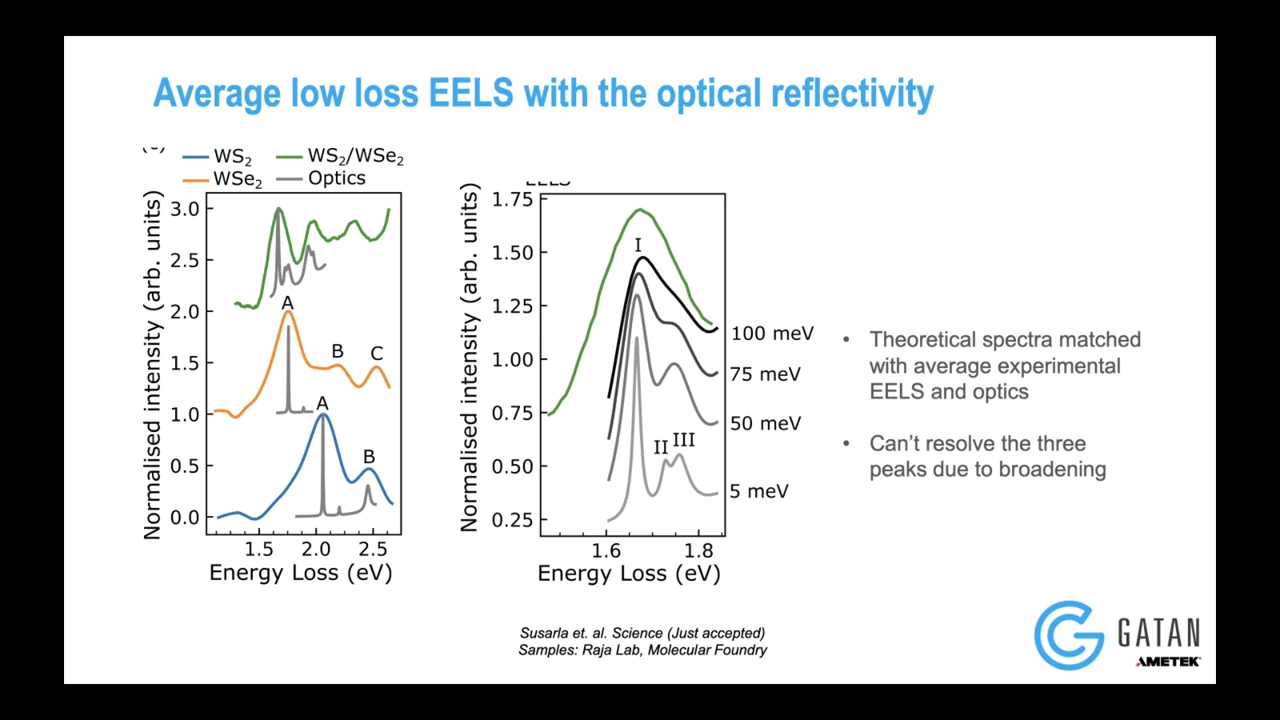 Average low loss EELS with the optical reflectivity
WS2
WS2/WSe2
WSe2
Optics
Normalised intensity (arb. units)
3.0
2.5
2.0
1.5
1.0
0.5
0.0
A
B
C
A
B
1.5 2.0 2.5
Energy Loss (eV)
EELS
Normalised intensity (arb. units)
1.75
1.50
1.25
1.00
0.75
0.50
0.25
I
II
III
100 meV
75 meV
50 meV
5 meV
1.6 1.8
Energy Loss (eV)
• Theoretical spectra matched
with average experimental
EELS and optics
• Can't resolve the three
peaks due to broadening
Susarla et. al. Science (Just accepted)
Samples: Raja Lab, Molecular Foundry
GATAN
AMETEK